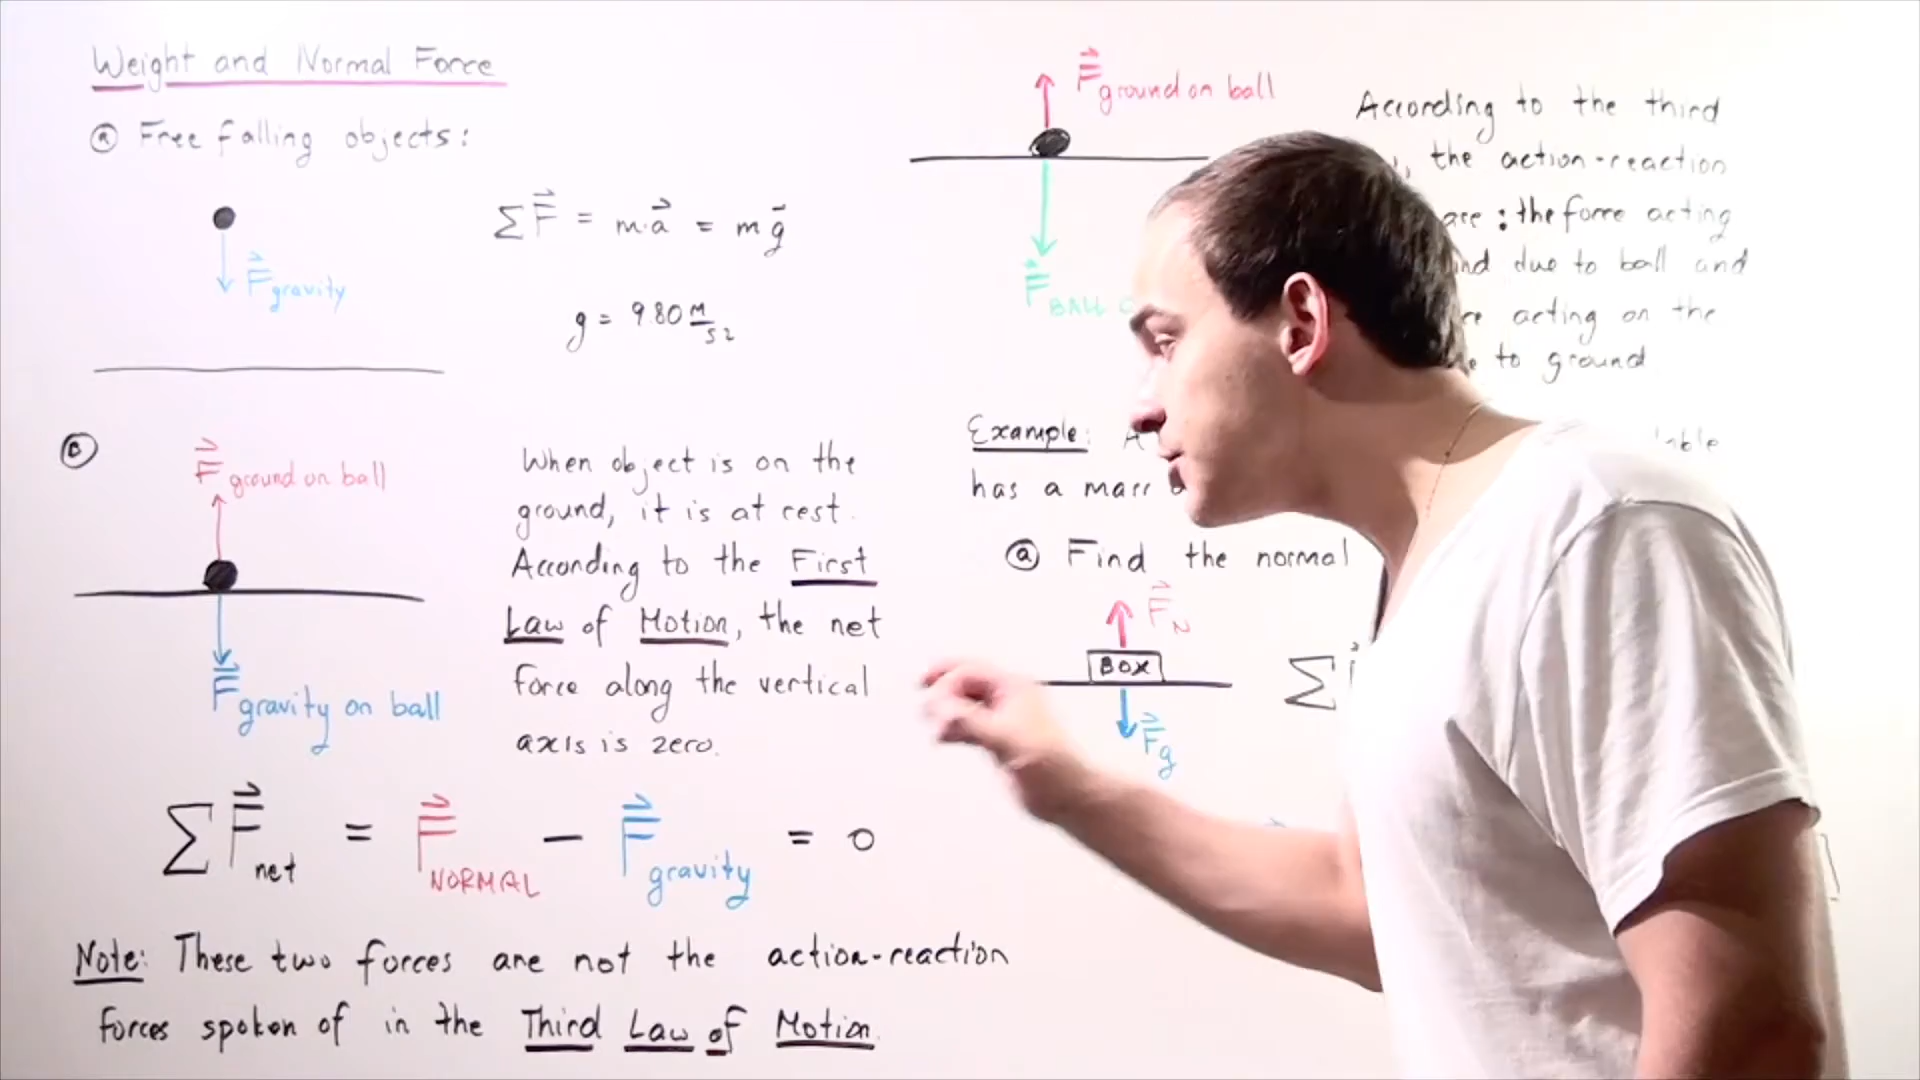 Weight and Normal Force
Ⓐ Free falling objects:
F⃗ gravity
ΣF⃗ = m·a⃗ = mg⃗
g = 9.80 m/s2
Ⓑ
F⃗ ground on ball
F⃗ gravity on ball
When object is on the
ground, it is at rest.
According to the First
Law of Motion, the net
force along the vertical
axis is zero.
ΣF⃗ net = F⃗ NORMAL − F⃗ gravity = 0
Note: These two forces are not the action-reaction
forces spoken of in the Third Law of Motion.
F⃗ ground on ball
F⃗ BALL
According to the third
, the action-reaction
are: the force acting
due to ball and
acting on the
to ground
Example: A
has a mass
ⓐ Find the normal
F⃗ N
BOX
F⃗ g
Σ